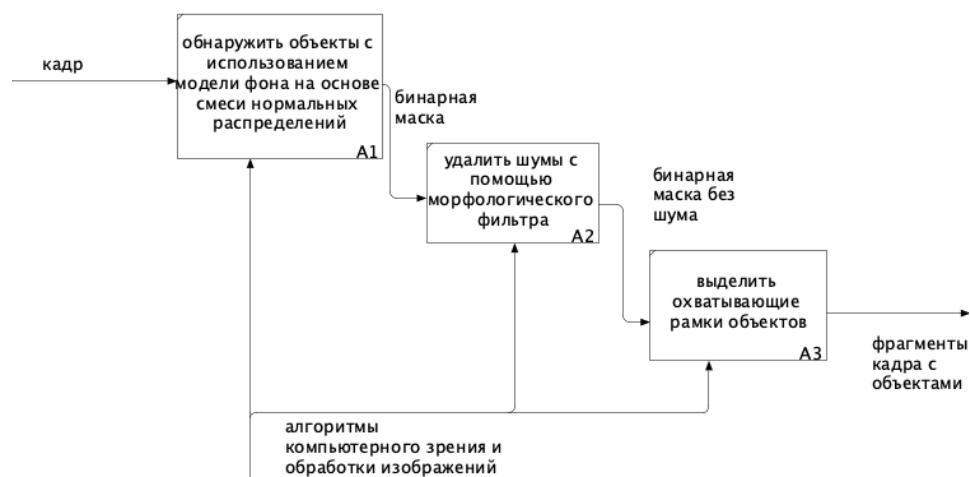 обнаружить объекты с
использованием
модели фона на основе
смеси нормальных
распределений
A1
кадр
бинарная
маска
удалить шумы с
помощью
морфологического
фильтра
A2
бинарная
маска без
шума
выделить
охватывающие
рамки объектов
A3
фрагменты
кадра с
объектами
алгоритмы
компьютерного зрения и
обработки изображений